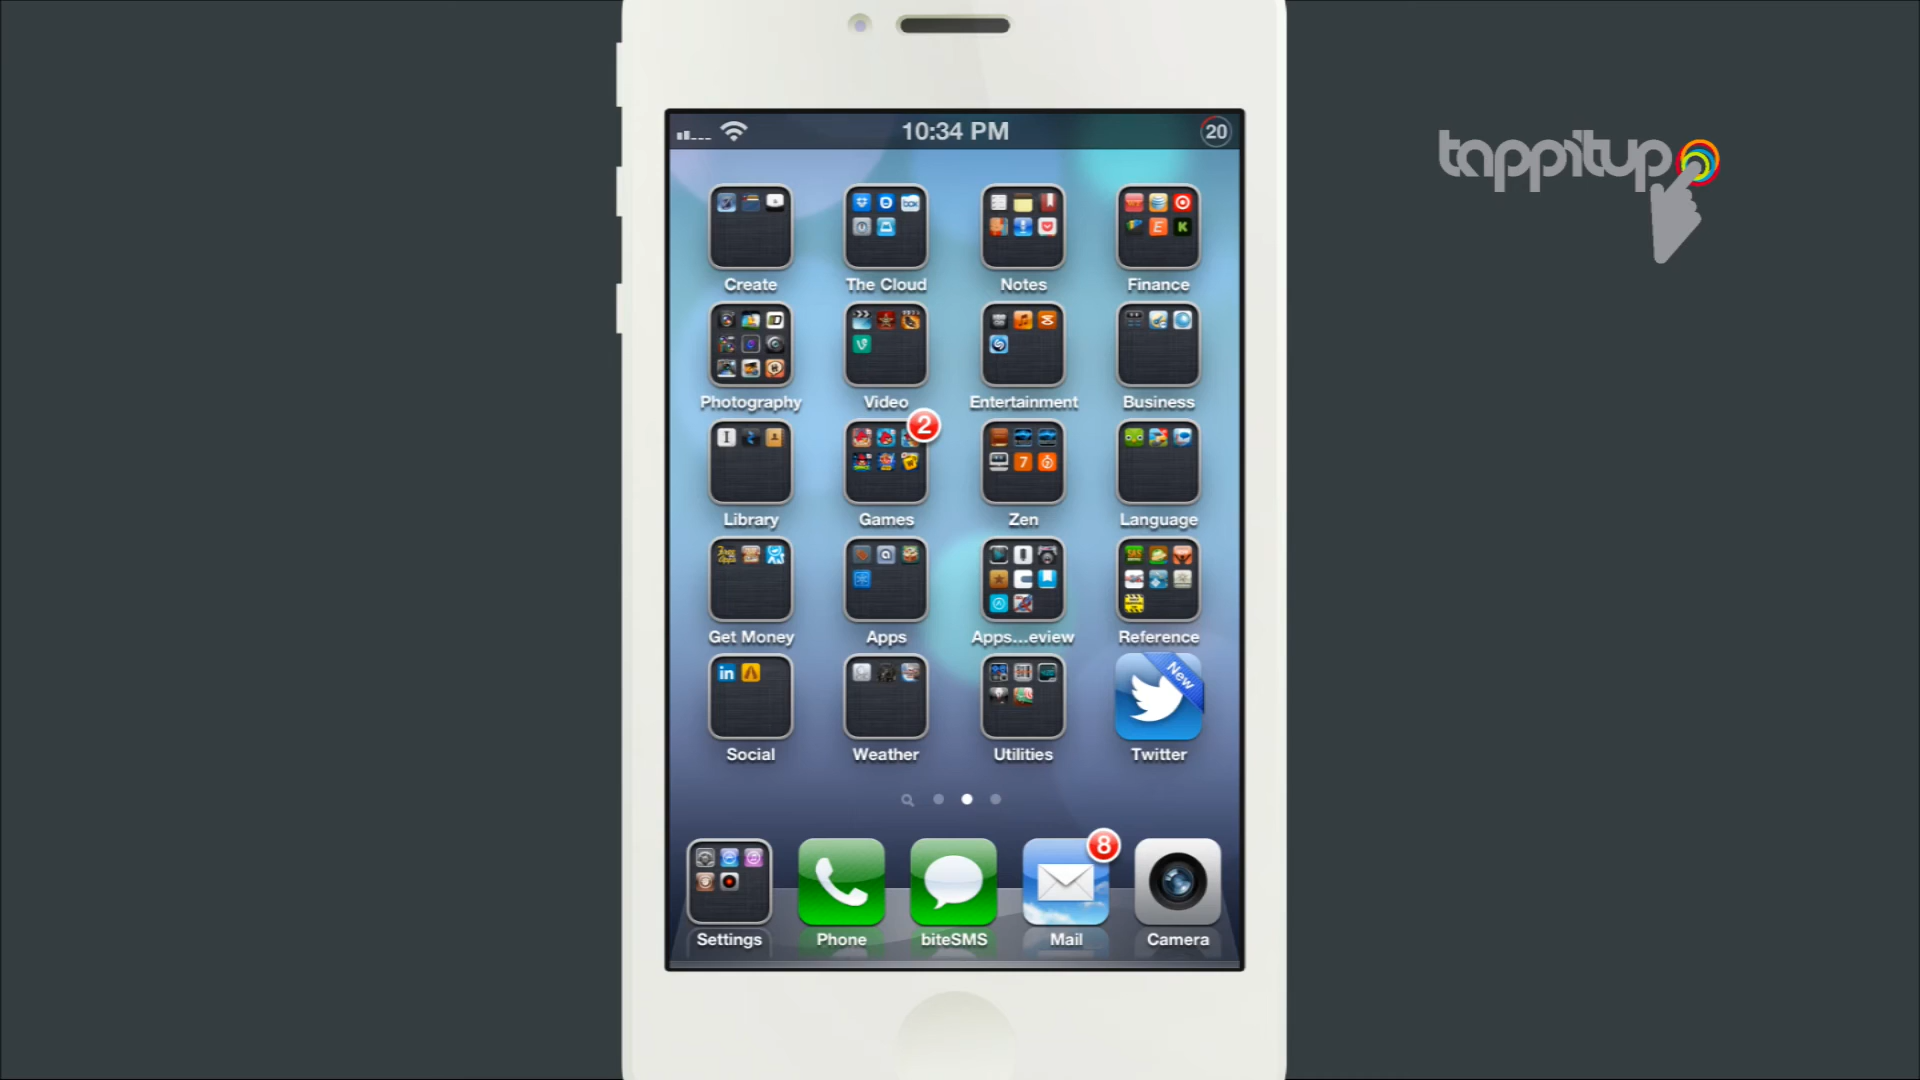 10:34 PM
20
tappitup
Create
The Cloud
Notes
Finance
Photography
Video
Entertainment
Business
2
Library
Games
Zen
Language
Get Money
Apps
Apps...eview
Reference
New
Social
Weather
Utilities
Twitter
8
Settings
Phone
biteSMS
Mail
Camera